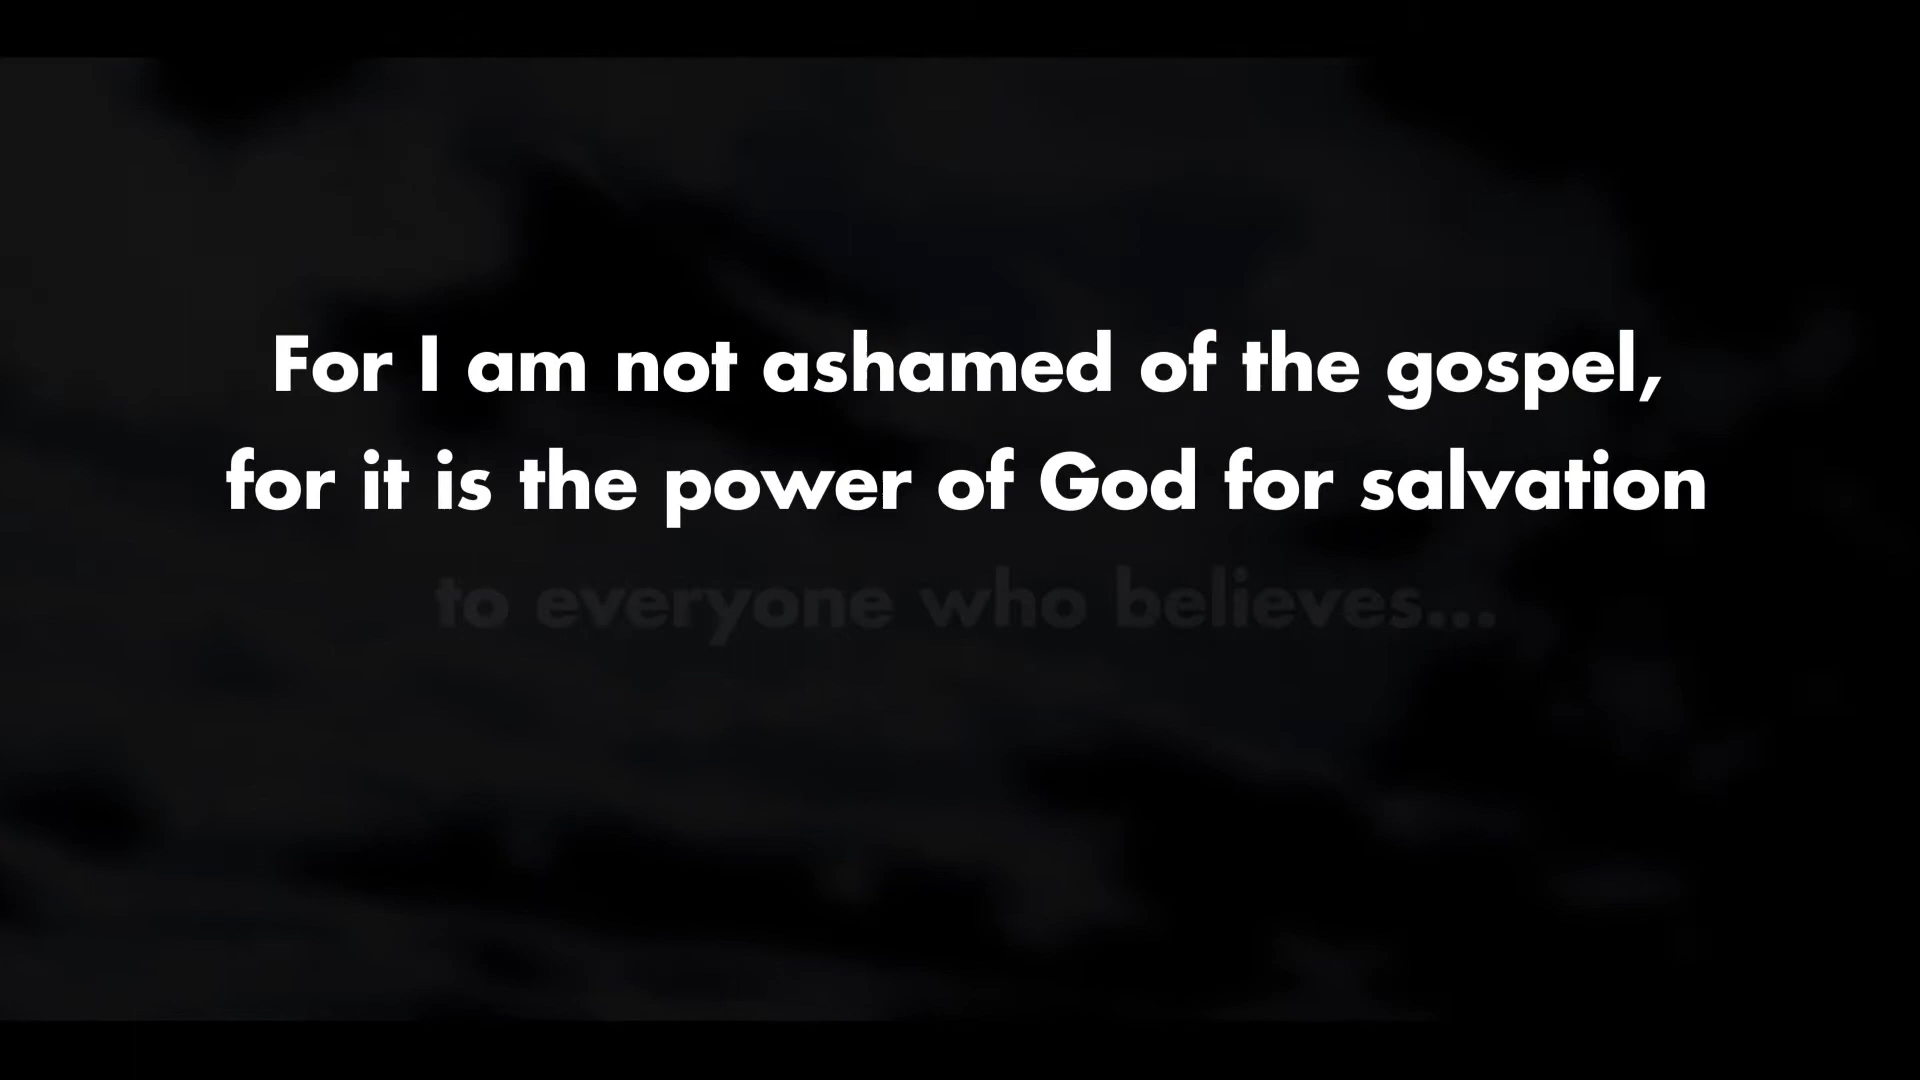 For I am not ashamed of the gospel,
for it is the power of God for salvation
to everyone who believes...